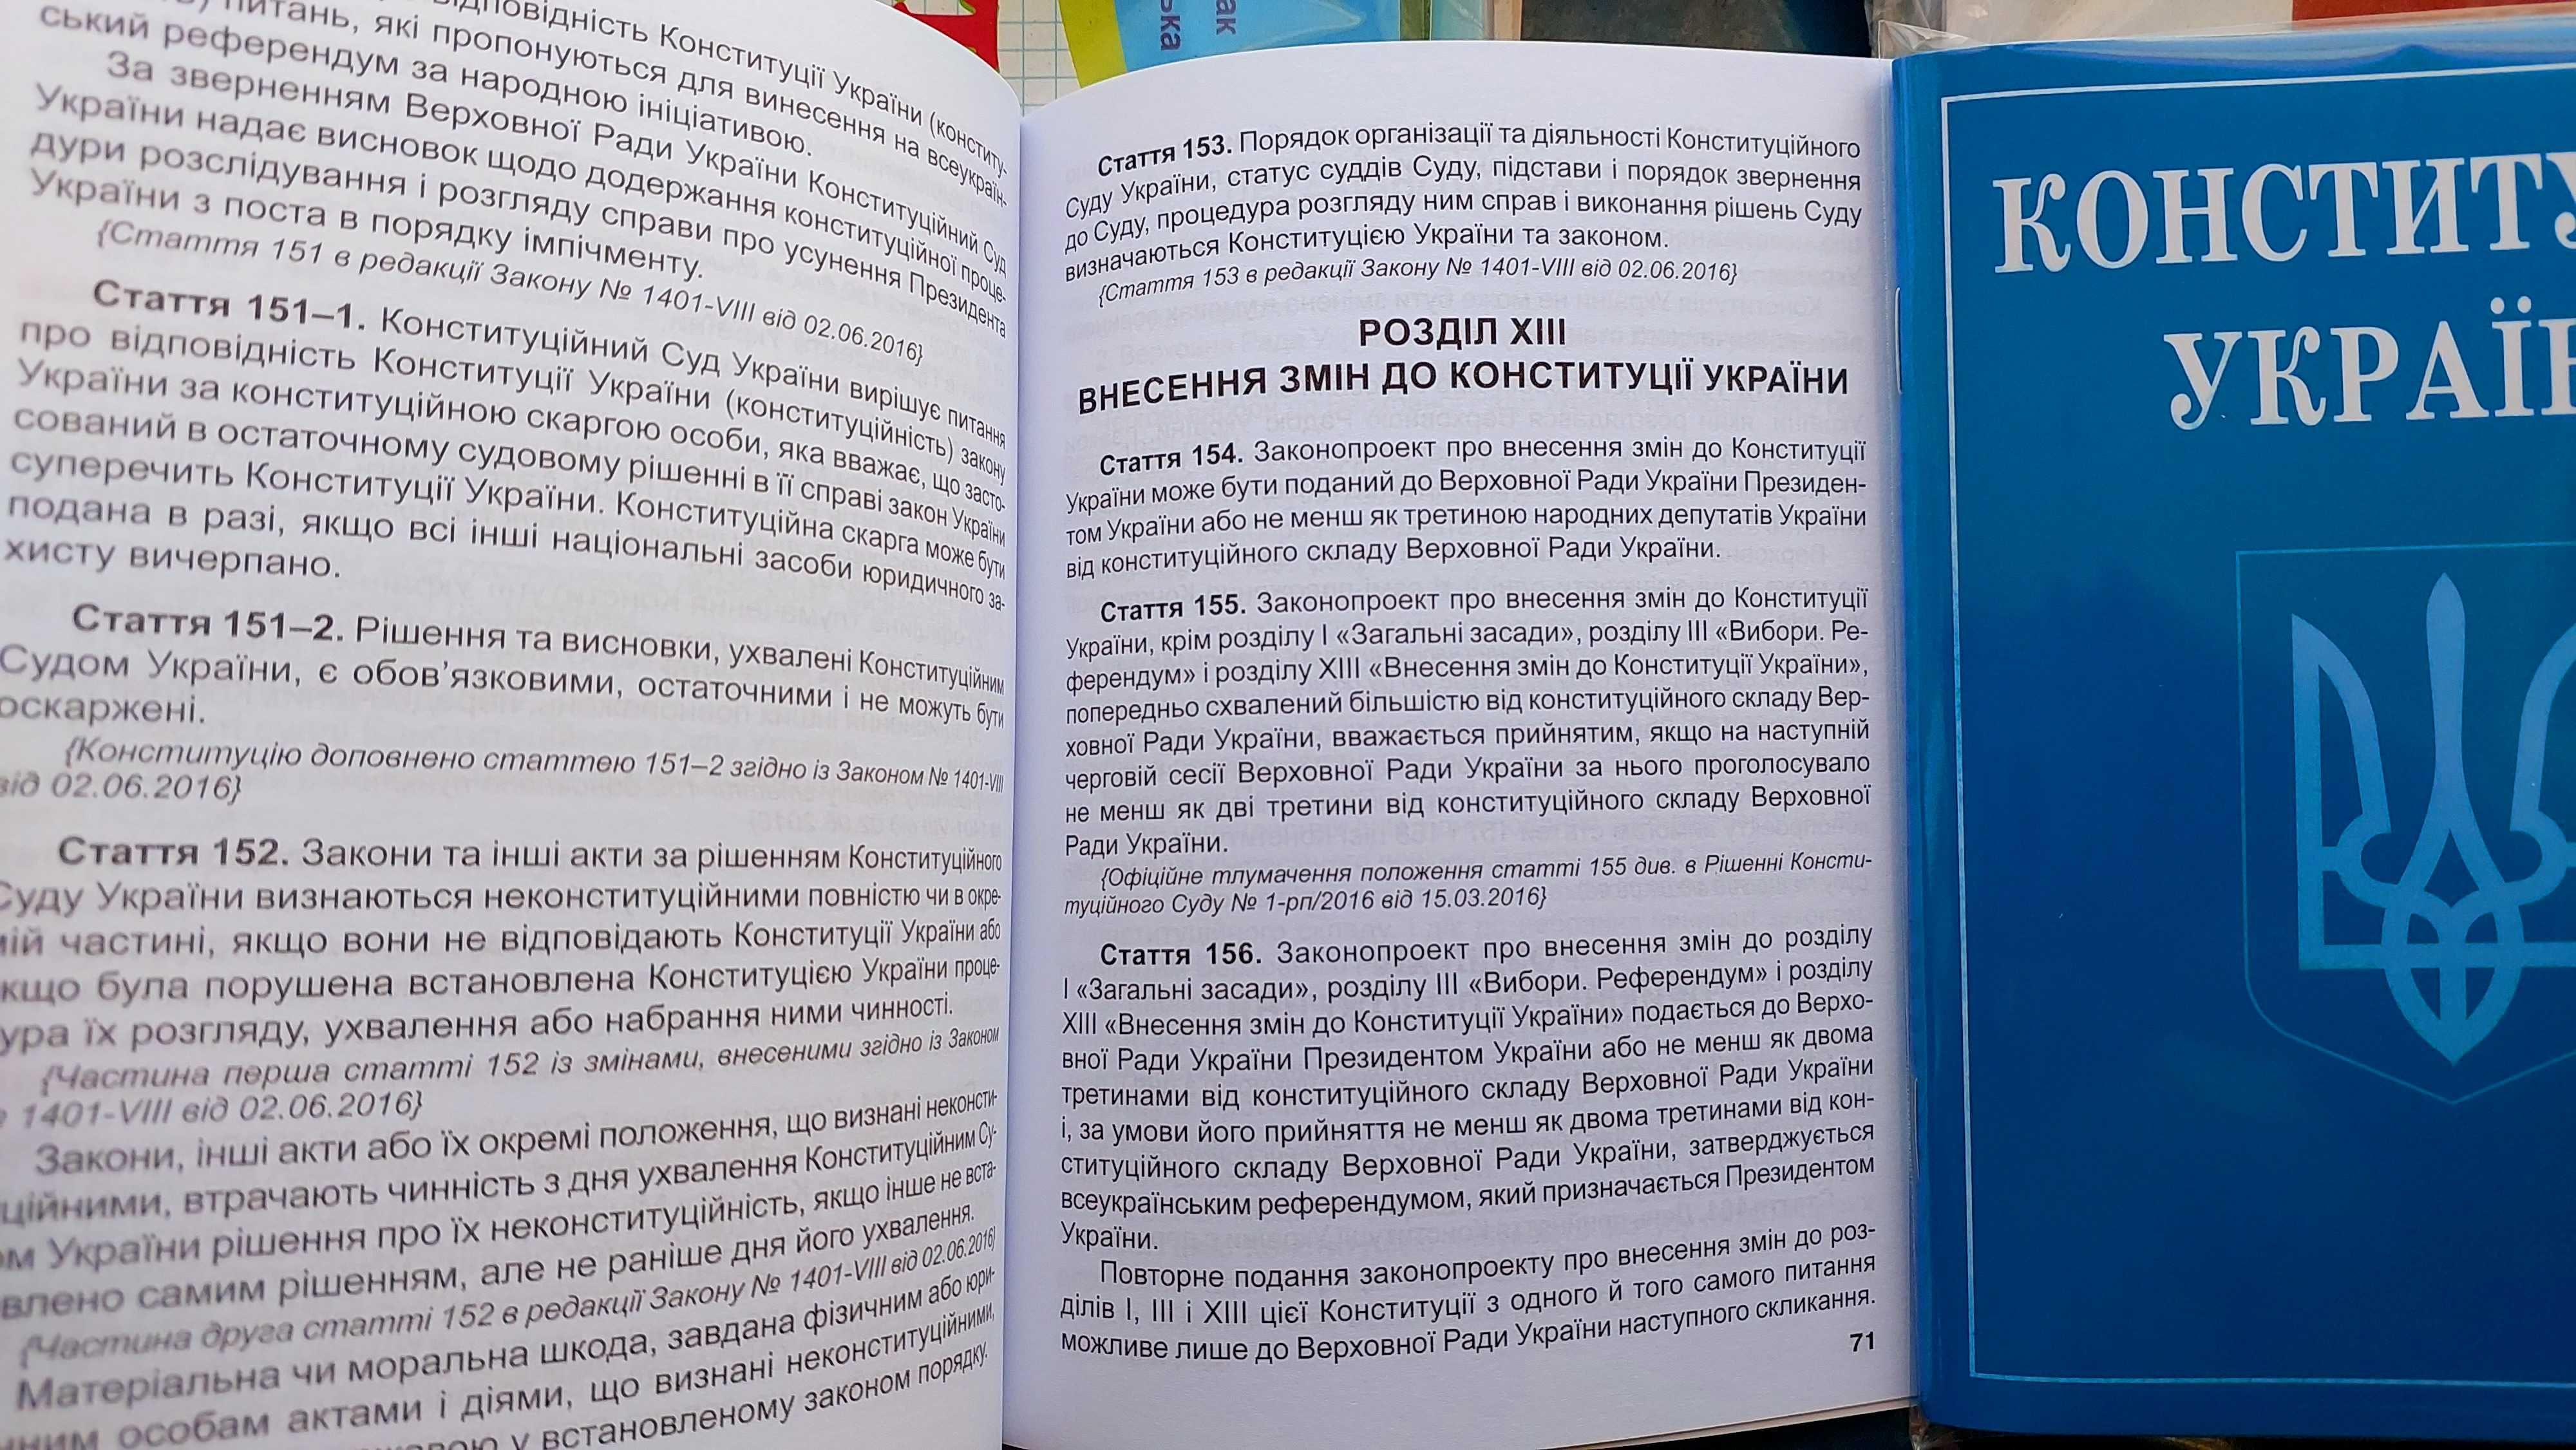 питань, які пропонуються для винесення на всеукраїн-
відповідність Конституції України (конститу-
ський референдум за народною ініціативою.
За зверненням Верховної Ради України Конституційний Суд
України надає висновок щодо додержання конституційної проце-
дури розслідування і розгляду справи про усунення Президента
України з поста в порядку імпічменту.
{Стаття 151 в редакції Закону № 1401-VIII від 02.06.2016}
Стаття 151–1. Конституційний Суд України вирішує питання
про відповідність Конституції України (конституційність) закону
України за конституційною скаргою особи, яка вважає, що засто-
сований в остаточному судовому рішенні в її справі закон України
суперечить Конституції України. Конституційна скарга може бути
подана в разі, якщо всі інші національні засоби юридичного за-
хисту вичерпано.
Стаття 151–2. Рішення та висновки, ухвалені Конституційним
Судом України, є обов’язковими, остаточними і не можуть бути
оскаржені.
{Конституцію доповнено статтею 151–2 згідно із Законом № 1401-VIII
від 02.06.2016}
Стаття 152. Закони та інші акти за рішенням Конституційного
Суду України визнаються неконституційними повністю чи в окре-
мій частині, якщо вони не відповідають Конституції України або
кщо була порушена встановлена Конституцією України проце-
ура їх розгляду, ухвалення або набрання ними чинності.
{Частина перша статті 152 із змінами, внесеними згідно із Законом
1401-VIII від 02.06.2016}
Закони, інші акти або їх окремі положення, що визнані неконсти-
ційними, втрачають чинність з дня ухвалення Конституційним Су-
ом України рішення про їх неконституційність, якщо інше не вста-
влено самим рішенням, але не раніше дня його ухвалення.
{Частина друга статті 152 в редакції Закону № 1401-VIII від 02.06.2016}
Матеріальна чи моральна шкода, завдана фізичним або юри-
чним особам актами і діями, що визнані неконституційними,
у встановленому законом порядку.
Стаття 153. Порядок організації та діяльності Конституційного
Суду України, статус суддів Суду, підстави і порядок звернення
до Суду, процедура розгляду ним справ і виконання рішень Суду
визначаються Конституцією України та законом.
{Стаття 153 в редакції Закону № 1401-VIII від 02.06.2016}
РОЗДІЛ XIII
ВНЕСЕННЯ ЗМІН ДО КОНСТИТУЦІЇ УКРАЇНИ
Стаття 154. Законопроект про внесення змін до Конституції
України може бути поданий до Верховної Ради України Президен-
том України або не менш як третиною народних депутатів України
від конституційного складу Верховної Ради України.
Стаття 155. Законопроект про внесення змін до Конституції
України, крім розділу I «Загальні засади», розділу III «Вибори. Ре-
ферендум» і розділу XIII «Внесення змін до Конституції України»,
попередньо схвалений більшістю від конституційного складу Вер-
ховної Ради України, вважається прийнятим, якщо на наступній
черговій сесії Верховної Ради України за нього проголосувало
не менш як дві третини від конституційного складу Верховної
Ради України.
{Офіційне тлумачення положення статті 155 див. в Рішенні Консти-
туційного Суду № 1-рп/2016 від 15.03.2016}
Стаття 156. Законопроект про внесення змін до розділу
I «Загальні засади», розділу III «Вибори. Референдум» і розділу
XIII «Внесення змін до Конституції України» подається до Верхо-
вної Ради України Президентом України або не менш як двома
третинами від конституційного складу Верховної Ради України
і, за умови його прийняття не менш як двома третинами від кон-
ституційного складу Верховної Ради України, затверджується
всеукраїнським референдумом, який призначається Президентом
України.
Повторне подання законопроекту про внесення змін до роз-
ділів I, III і XIII цієї Конституції з одного й того самого питання
можливе лише до Верховної Ради України наступного скликання.
71
ак
ька
КОНСТИТУ
УКРАЇН